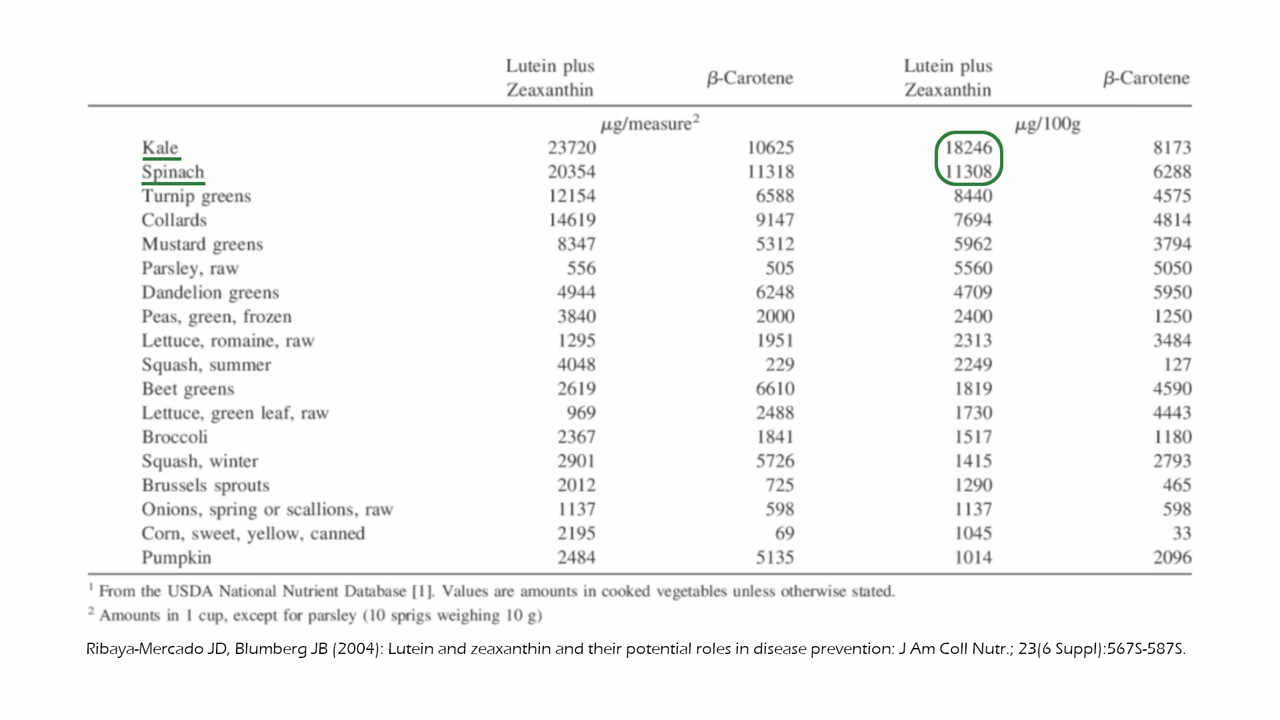 Lutein plus Zeaxanthin β-Carotene Lutein plus Zeaxanthin β-Carotene
μg/measure² μg/100g
Kale 23720 10625 18246 8173
Spinach 20354 11318 11308 6288
Turnip greens 12154 6588 8440 4575
Collards 14619 9147 7694 4814
Mustard greens 8347 5312 5962 3794
Parsley, raw 556 505 5560 5050
Dandelion greens 4944 6248 4709 5950
Peas, green, frozen 3840 2000 2400 1250
Lettuce, romaine, raw 1295 1951 2313 3484
Squash, summer 4048 229 2249 127
Beet greens 2619 6610 1819 4590
Lettuce, green leaf, raw 969 2488 1730 4443
Broccoli 2367 1841 1517 1180
Squash, winter 2901 5726 1415 2793
Brussels sprouts 2012 725 1290 465
Onions, spring or scallions, raw 1137 598 1137 598
Corn, sweet, yellow, canned 2195 69 1045 33
Pumpkin 2484 5135 1014 2096
¹ From the USDA National Nutrient Database [1]. Values are amounts in cooked vegetables unless otherwise stated.
² Amounts in 1 cup, except for parsley (10 sprigs weighing 10 g)
Ribaya-Mercado JD, Blumberg JB (2004): Lutein and zeaxanthin and their potential roles in disease prevention: J Am Coll Nutr.; 23(6 Suppl):567S-587S.